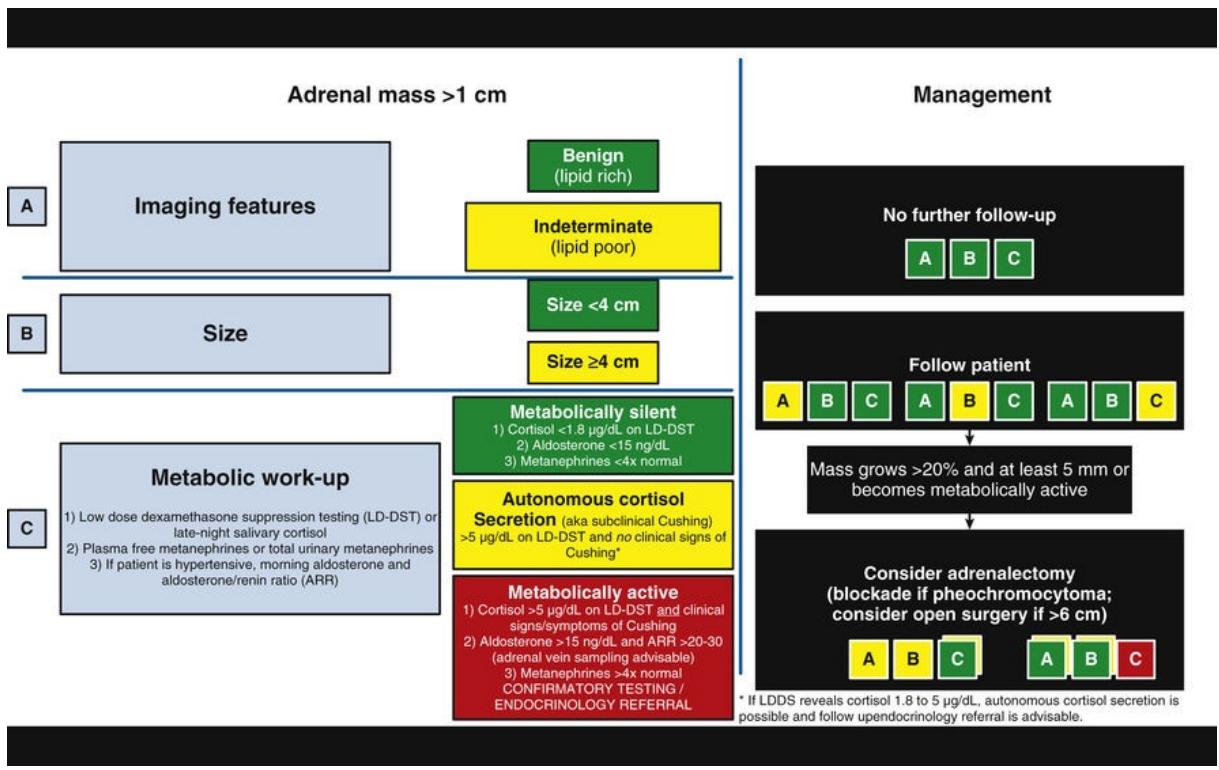 Adrenal mass >1 cm
A
Imaging features
Benign
(lipid rich)
Indeterminate
(lipid poor)
B
Size
Size <4 cm
Size ≥4 cm
C
Metabolic work-up
1) Low dose dexamethasone suppression testing (LD-DST) or
late-night salivary cortisol
2) Plasma free metanephrines or total urinary metanephrines
3) If patient is hypertensive, morning aldosterone and
aldosterone/renin ratio (ARR)
Metabolically silent
1) Cortisol <1.8 µg/dL on LD-DST
2) Aldosterone <15 ng/dL
3) Metanephrines <4x normal
Autonomous cortisol
Secretion (aka subclinical Cushing)
>5 µg/dL on LD-DST and no clinical signs of
Cushing*
Metabolically active
1) Cortisol >5 µg/dL on LD-DST and clinical
signs/symptoms of Cushing
2) Aldosterone >15 ng/dL and ARR >20-30
(adrenal vein sampling advisable)
3) Metanephrines >4x normal
CONFIRMATORY TESTING /
ENDOCRINOLOGY REFERRAL
Management
No further follow-up
A B C
Follow patient
A B C A B C A B C
Mass grows >20% and at least 5 mm or
becomes metabolically active
Consider adrenalectomy
(blockade if pheochromocytoma;
consider open surgery if >6 cm)
A B C A B C
* If LDDS reveals cortisol 1.8 to 5 µg/dL, autonomous cortisol secretion is
possible and follow upendocrinology referral is advisable.